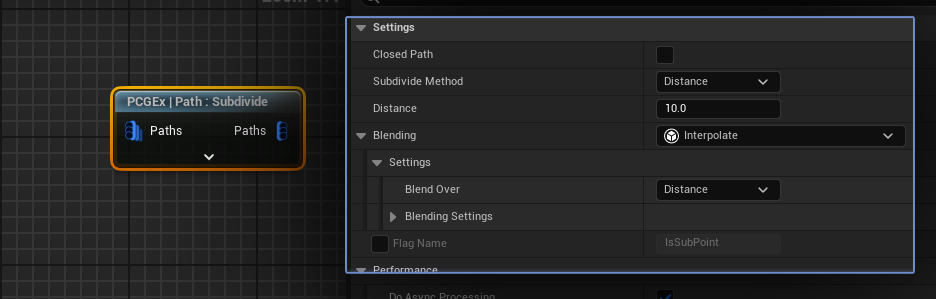 Settings
Closed Path
Subdivide Method Distance
Distance 10.0
Blending Interpolate
Settings
Blend Over Distance
Blending Settings
Flag Name IsSubPoint
Performance
Do Async Processing
PCGEx | Path : Subdivide
Paths Paths